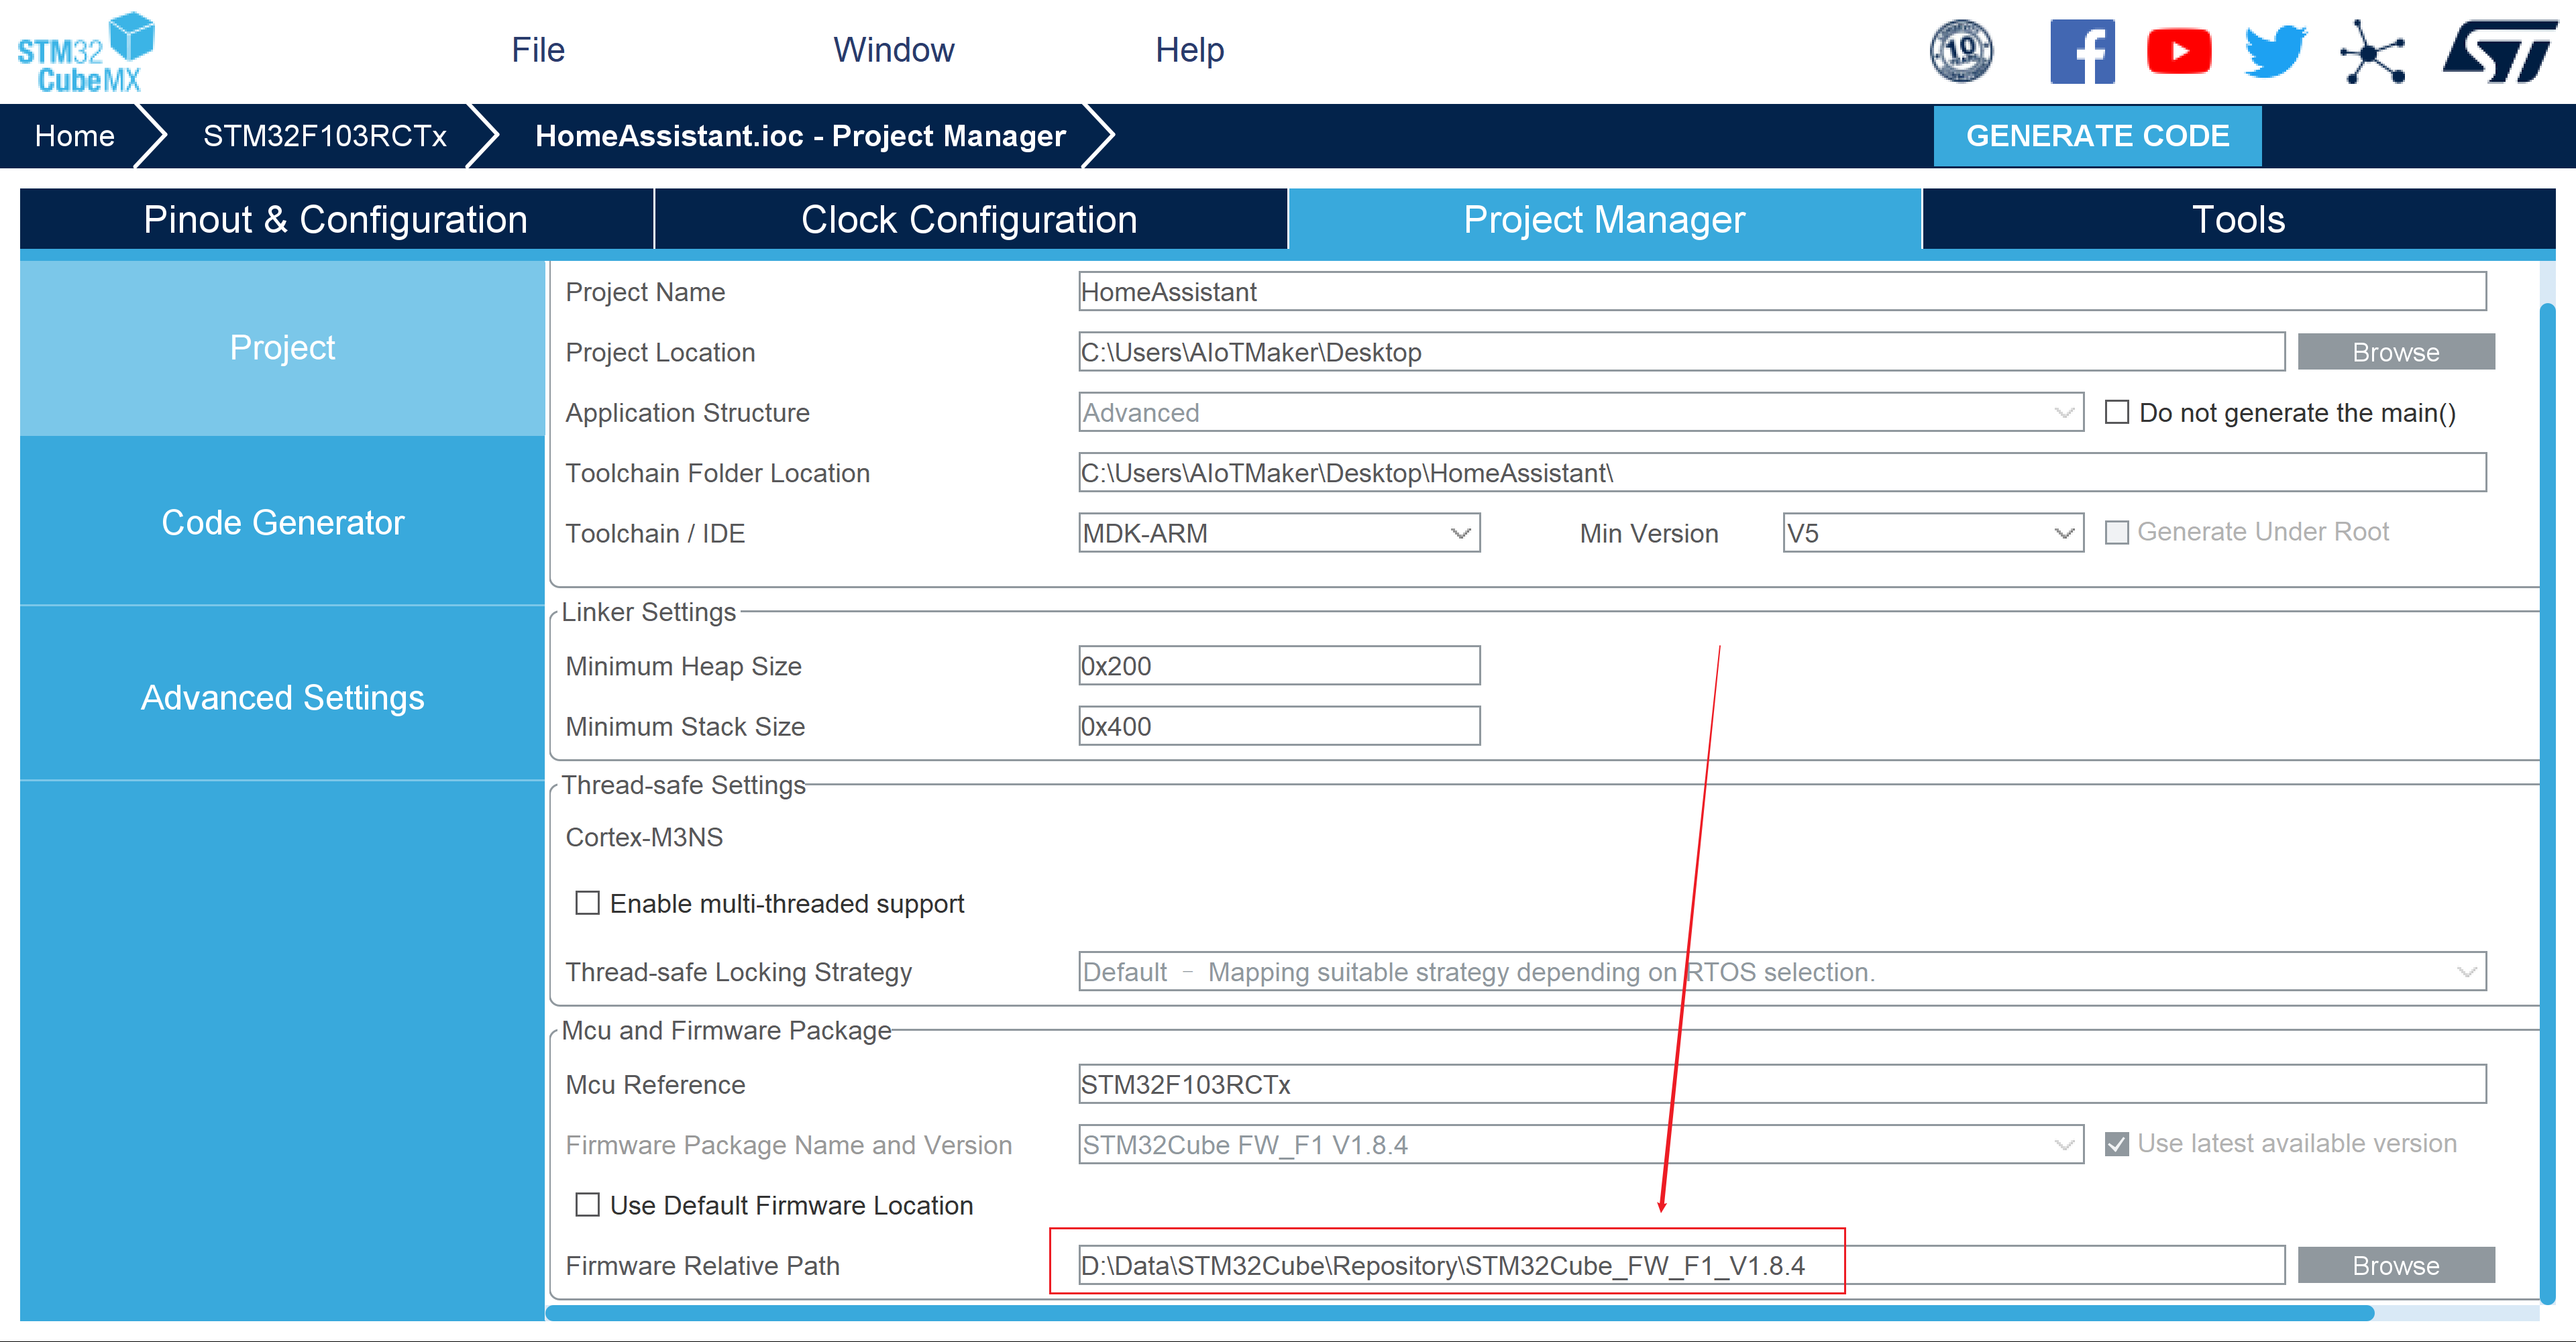 STM32
CubeMX
File
Window
Help
10
YEARS
ST
Home
STM32F103RCTx
HomeAssistant.ioc - Project Manager
GENERATE CODE
Pinout & Configuration
Clock Configuration
Project Manager
Tools
Project
Code Generator
Advanced Settings
Project Name
HomeAssistant
Project Location
C:\Users\AIoTMaker\Desktop
Browse
Application Structure
Advanced
Do not generate the main()
Toolchain Folder Location
C:\Users\AIoTMaker\Desktop\HomeAssistant\
Toolchain / IDE
MDK-ARM
Min Version
V5
Generate Under Root
Linker Settings
Minimum Heap Size
0x200
Minimum Stack Size
0x400
Thread-safe Settings
Cortex-M3NS
Enable multi-threaded support
Thread-safe Locking Strategy
Default – Mapping suitable strategy depending on RTOS selection.
Mcu and Firmware Package
Mcu Reference
STM32F103RCTx
Firmware Package Name and Version
STM32Cube FW_F1 V1.8.4
Use latest available version
Use Default Firmware Location
Firmware Relative Path
D:\Data\STM32Cube\Repository\STM32Cube_FW_F1_V1.8.4
Browse